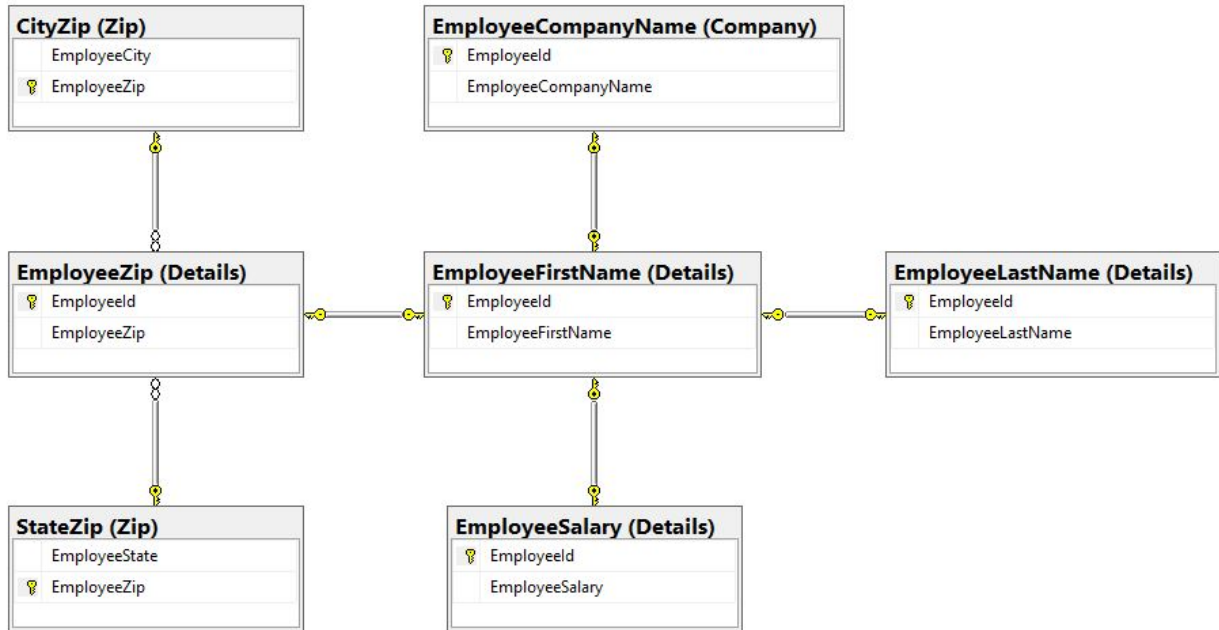 CityZip (Zip)
EmployeeCity
EmployeeZip
EmployeeCompanyName (Company)
EmployeeId
EmployeeCompanyName
EmployeeZip (Details)
EmployeeId
EmployeeZip
EmployeeFirstName (Details)
EmployeeId
EmployeeFirstName
EmployeeLastName (Details)
EmployeeId
EmployeeLastName
StateZip (Zip)
EmployeeState
EmployeeZip
EmployeeSalary (Details)
EmployeeId
EmployeeSalary